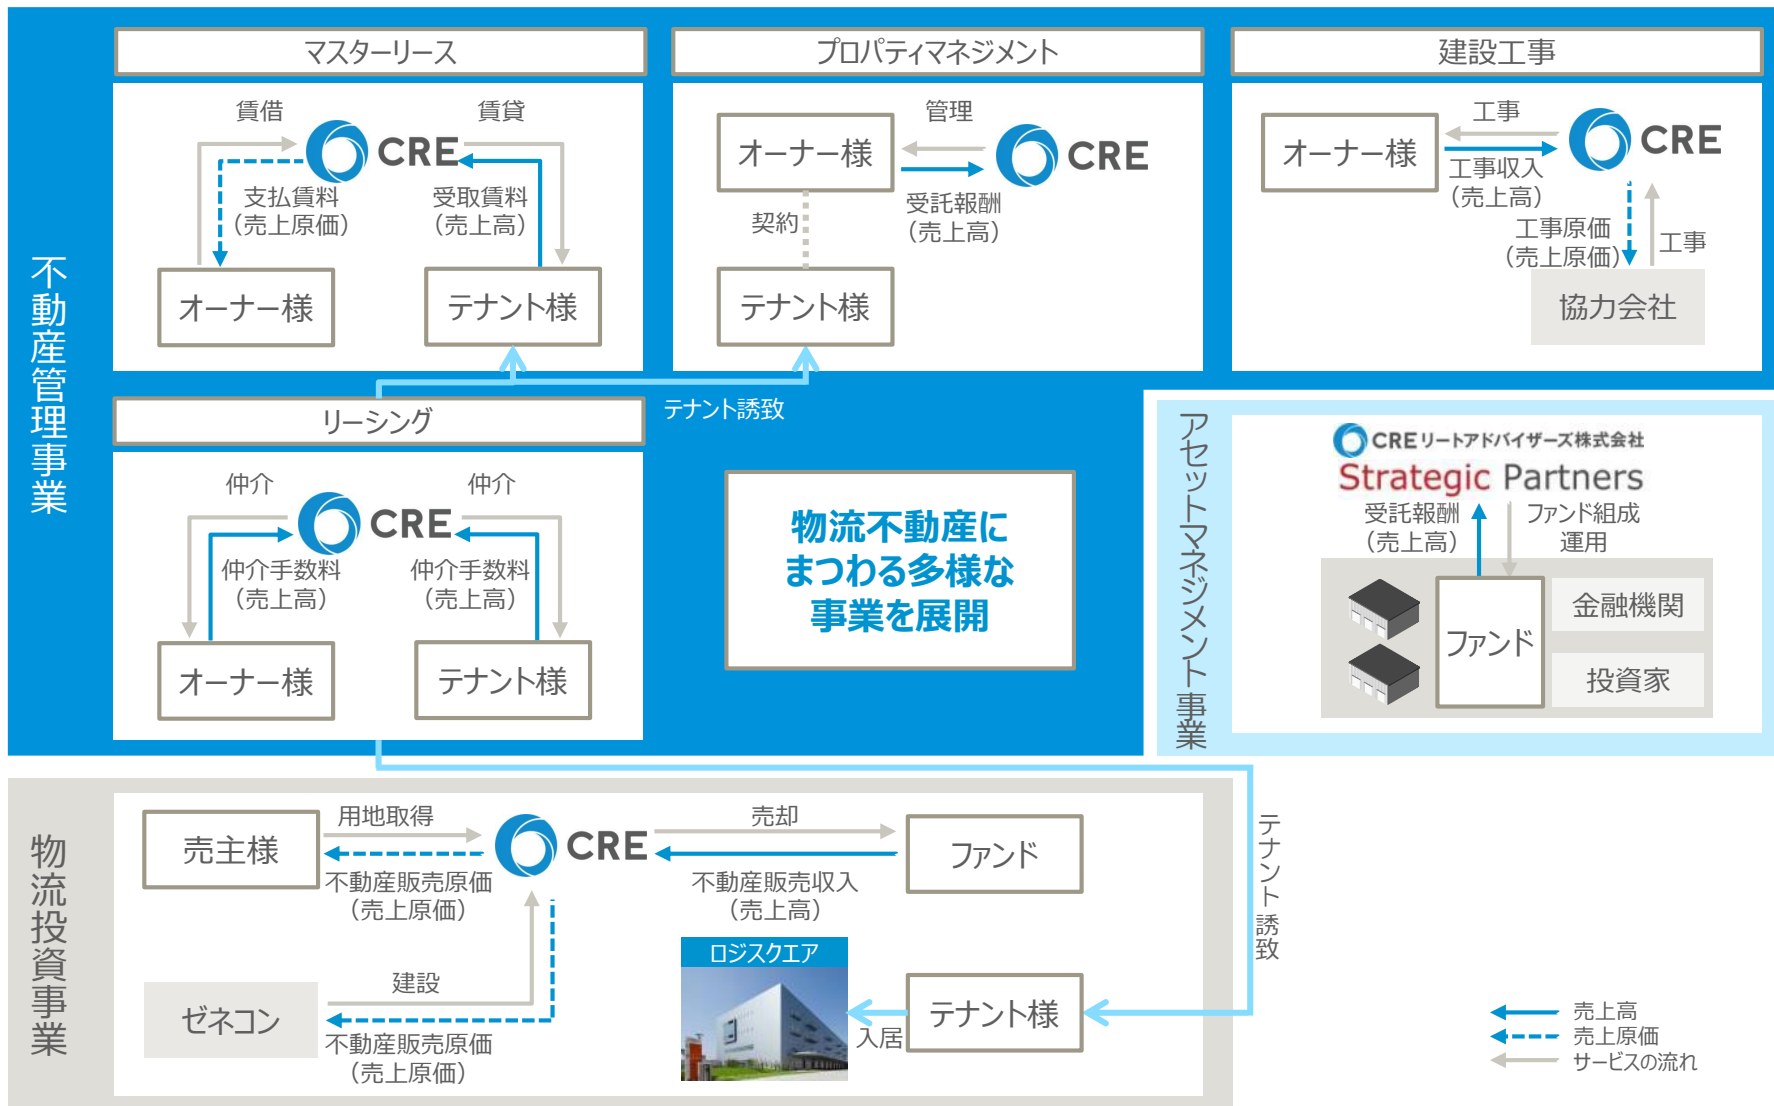 不動産管理事業
マスターリース
賃借
賃貸
CRE
支払賃料
（売上原価）
受取賃料
（売上高）
オーナー様
テナント様
プロパティマネジメント
オーナー様
管理
CRE
受託報酬
（売上高）
契約
テナント様
建設工事
オーナー様
工事
CRE
工事収入
（売上高）
工事原価
（売上原価）
工事
協力会社
テナント誘致
リーシング
仲介
仲介
CRE
仲介手数料
（売上高）
仲介手数料
（売上高）
オーナー様
テナント様
物流不動産に
まつわる多様な
事業を展開
アセットマネジメント事業
CREリートアドバイザーズ株式会社
Strategic Partners
受託報酬
（売上高）
ファンド組成
運用
ファンド
金融機関
投資家
物流投資事業
売主様
用地取得
CRE
売却
ファンド
不動産販売原価
（売上原価）
不動産販売収入
（売上高）
建設
ゼネコン
不動産販売原価
（売上原価）
ロジスクエア
入居
テナント様
テナント誘致
売上高
売上原価
サービスの流れ